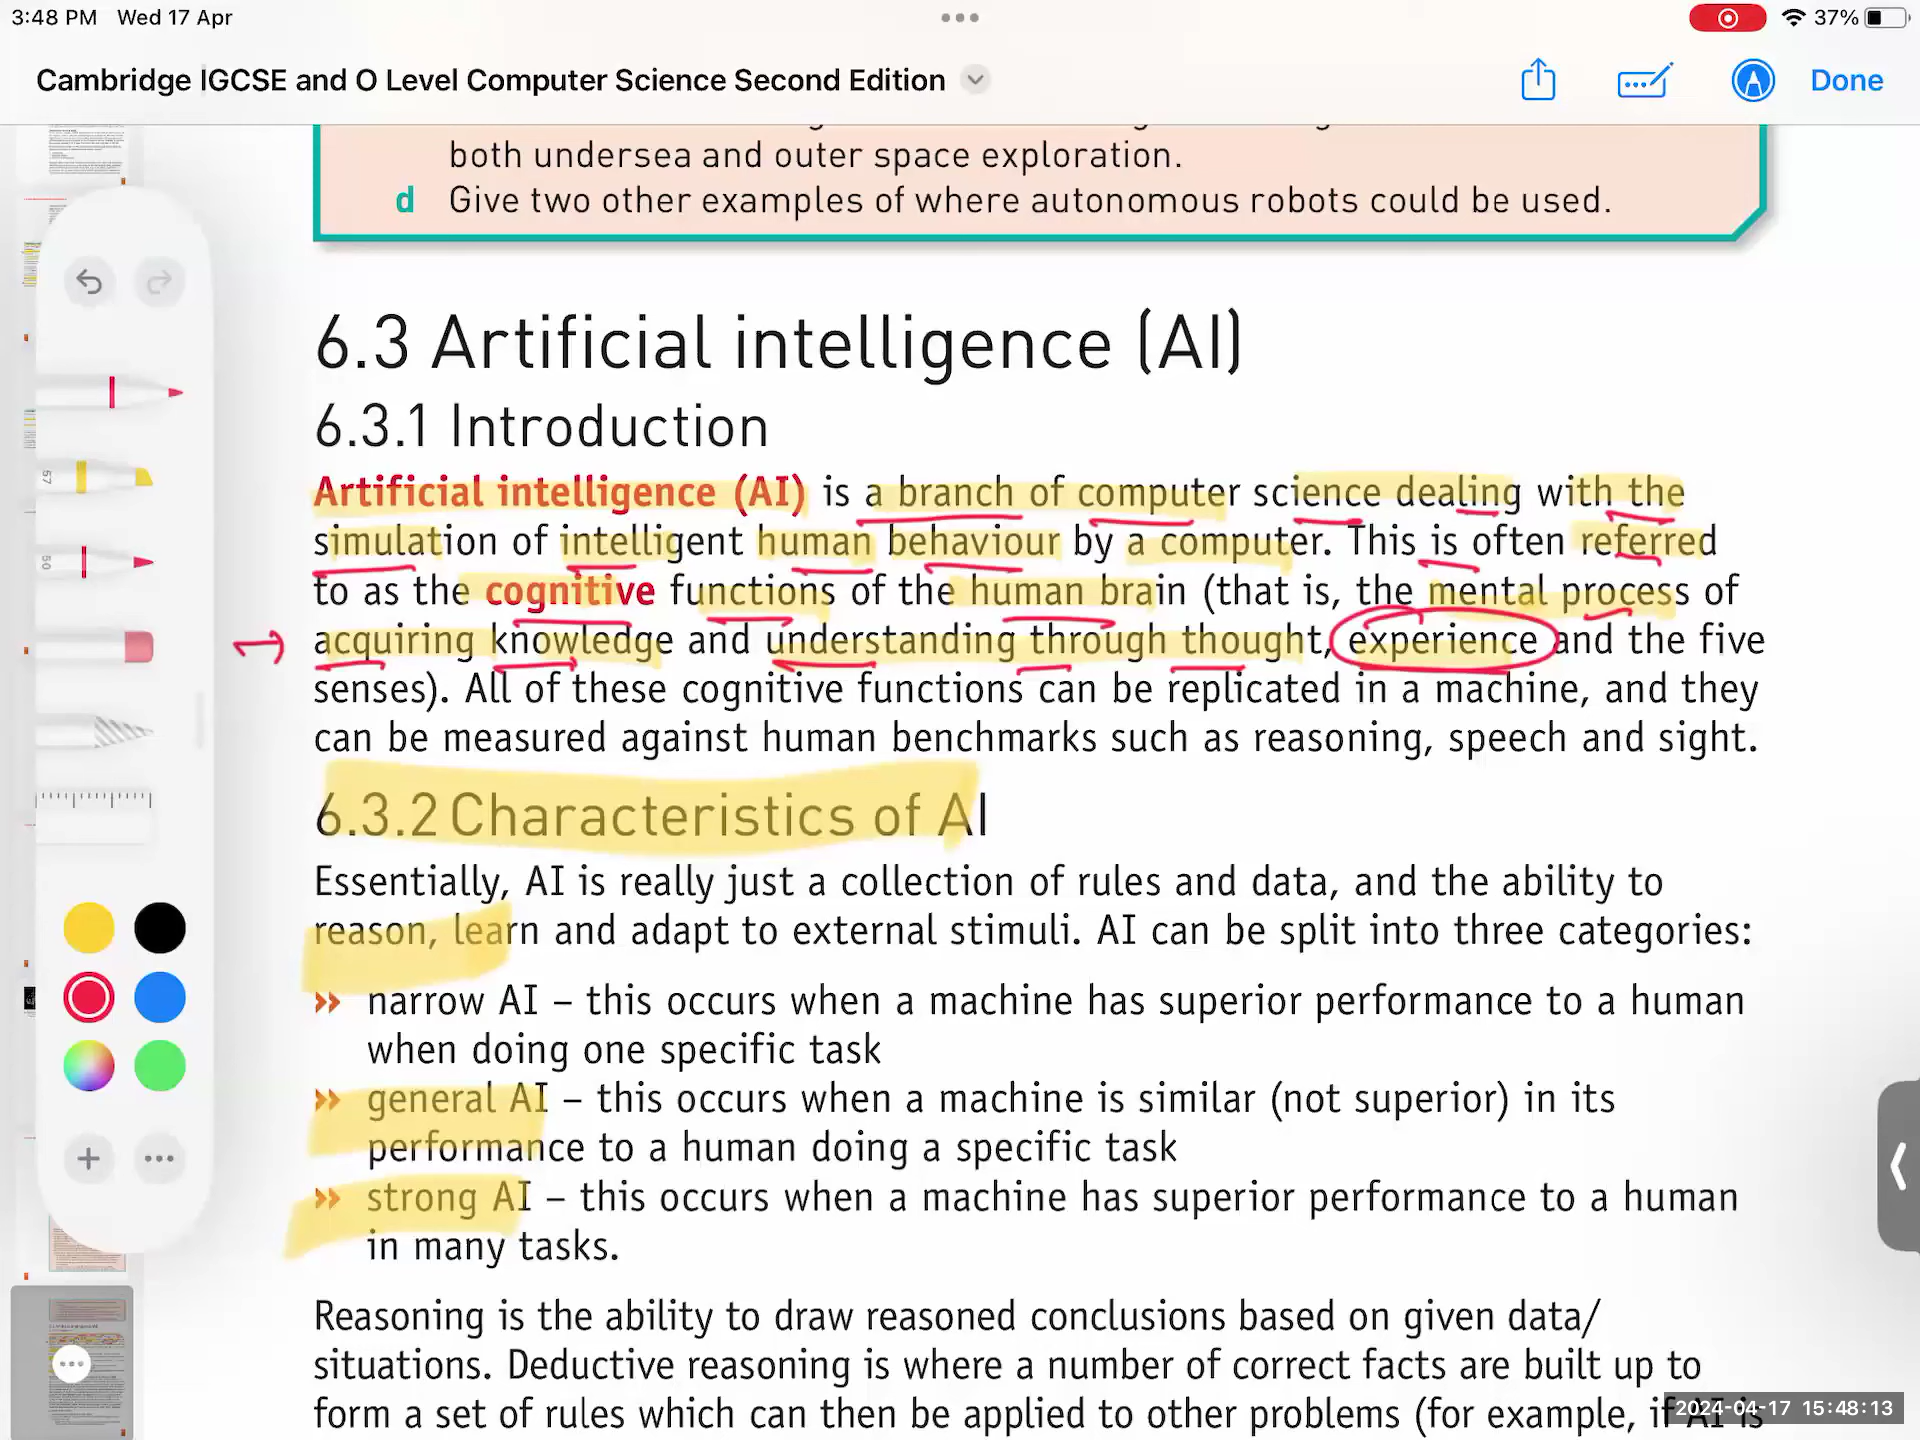 3:48 PM Wed 17 Apr
37%
Cambridge IGCSE and O Level Computer Science Second Edition
Done
both undersea and outer space exploration.
d Give two other examples of where autonomous robots could be used.
6.3 Artificial intelligence (AI)
6.3.1 Introduction
Artificial intelligence (AI) is a branch of computer science dealing with the
simulation of intelligent human behaviour by a computer. This is often referred
to as the cognitive functions of the human brain (that is, the mental process of
acquiring knowledge and understanding through thought, experience and the five
senses). All of these cognitive functions can be replicated in a machine, and they
can be measured against human benchmarks such as reasoning, speech and sight.
6.3.2 Characteristics of AI
Essentially, AI is really just a collection of rules and data, and the ability to
reason, learn and adapt to external stimuli. AI can be split into three categories:
» narrow AI – this occurs when a machine has superior performance to a human
when doing one specific task
» general AI – this occurs when a machine is similar (not superior) in its
performance to a human doing a specific task
» strong AI – this occurs when a machine has superior performance to a human
in many tasks.
Reasoning is the ability to draw reasoned conclusions based on given data/
situations. Deductive reasoning is where a number of correct facts are built up to
form a set of rules which can then be applied to other problems (for example, if AI is
57
50
2024-04-17 15:48:13